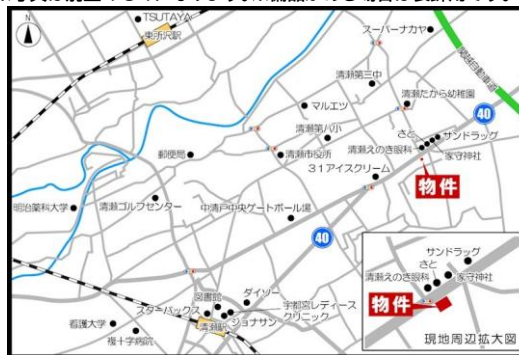 TSUTAYA
東所沢駅
スーパーナカヤ
関越自動車道
清瀬第三中
マルエツ
清瀬たから幼稚園
40
清瀬第八小
さと
サンドラッグ
郵便局
清瀬市役所
清瀬えのき眼科
家守神社
31アイスクリーム
物件
明治薬科大学
清瀬ゴルフセンター
中清戸中央ゲートボール場
40
サンドラッグ
さと
清瀬えのき眼科
家守神社
図書館
ダイソー
スターバックス
宇都宮レディース
クリニック
物件
清瀬駅
ジョナサン
看護大学
複十字病院
現地周辺拡大図